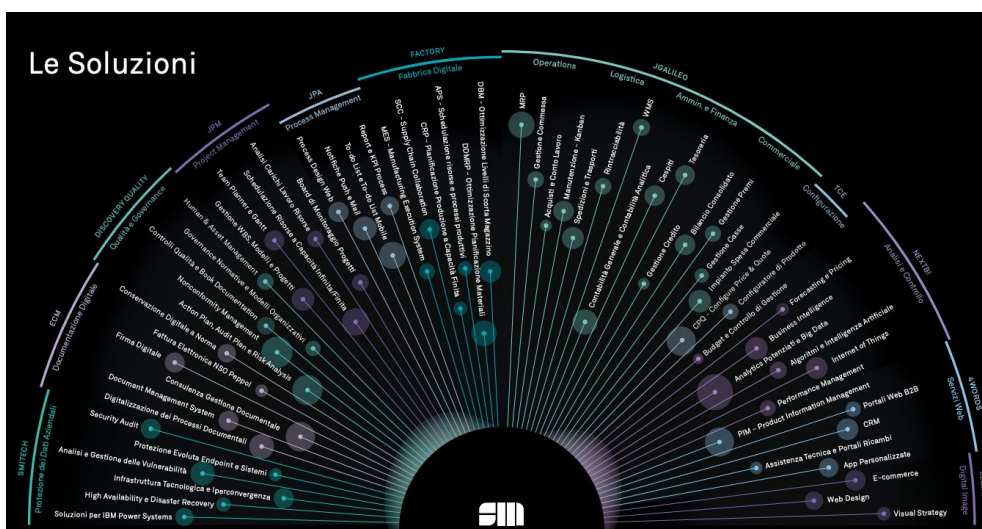 Le Soluzioni
SMITECH
Protezione dei Dati Aziendali
Soluzioni per IBM Power Systems
High Availability e Disaster Recovery
Infrastruttura Tecnologica e Iperconvergenza
Analisi e Gestione delle Vulnerabilità
Protezione Evoluta Endpoint e Sistemi
Security Audit
ECM
Documentazione Digitale
Digitalizzazione dei Processi Documentali
Document Management System
Consulenza Gestione Documentale
Firma Digitale
Fattura Elettronica NSO Peppol
Conservazione Digitale a Norma
DISCOVERY QUALITY
Qualità e Governance
Action Plan, Audit Plan e Risk Analysis
Nonconformity Management
Controlli Qualità e Book Documentation
Governance Normative e Modelli Organizzativi
Human & Asset Management
JPM
Project Management
Gestione WBS, Modelli e Progetti
Team Planner e Gantt
Schedulazione Risorse e Capacità Infinita/Finita
Analisi Carichi Lavoro Risorse
Board di Monitoraggio Progetti
JPA
Process Management
Process Design Web
Notifiche Push e Mail
To-do List e To-do List Mobile
Report e KPI Process
FACTORY
Fabbrica Digitale
MES - Manufacturing Execution System
SCC - Supply Chain Collaboration
CRP - Pianificazione Produzione a Capacità Finita
APS - Schedulazione risorse e processi produttivi
DDMRP - Ottimizzazione Pianificazione Materiali
DBM - Ottimizzazione Livelli di Scorta Magazzino
JGALILEO
Operations
Logistica
Ammin. e Finanza
Commerciale
MRP
Gestione Commessa
Acquisti e Conto Lavoro
Manutenzione - Kanban
Spedizioni e Trasporti
Rintracciabilità
WMS
Contabilità Generale e Contabilità Analitica
Cespiti
Tesoreria
Gestione Credito
Bilancio Consolidato
Gestione Premi
Gestione Casse
Impianto Spesa Commerciale
TCE
Configurazione
CPQ - Configure Price & Quote
Configuratore di Prodotto
NEXTBI
Analisi e Controllo
Budget e Controllo di Gestione
Forecasting e Pricing
Business Intelligence
Analytics Potenziati e Big Data
Algoritmi e Intelligenza Artificiale
Internet of Things
Performance Management
4WORDS
Servizi Web
PIM - Product Information Management
Portali Web B2B
CRM
Assistenza Tecnica e Portali Ricambi
App Personalizzate
Digital Image
E-commerce
Web Design
Visual Strategy
sm